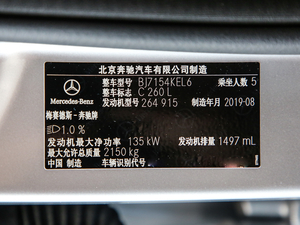 北京奔驰汽车有限公司制造
Mercedes-Benz
整车型号 BJ7154KEL6 乘坐人数 5
整车标志 C 260 L
发动机型号 264 915 制造年月 2019-08
梅赛德斯-奔驰牌
1.0 %
发动机最大净功率 135 kW 发动机排量 1497 mL
最大允许总质量 2150 kg
中国 制造 车辆识别代号